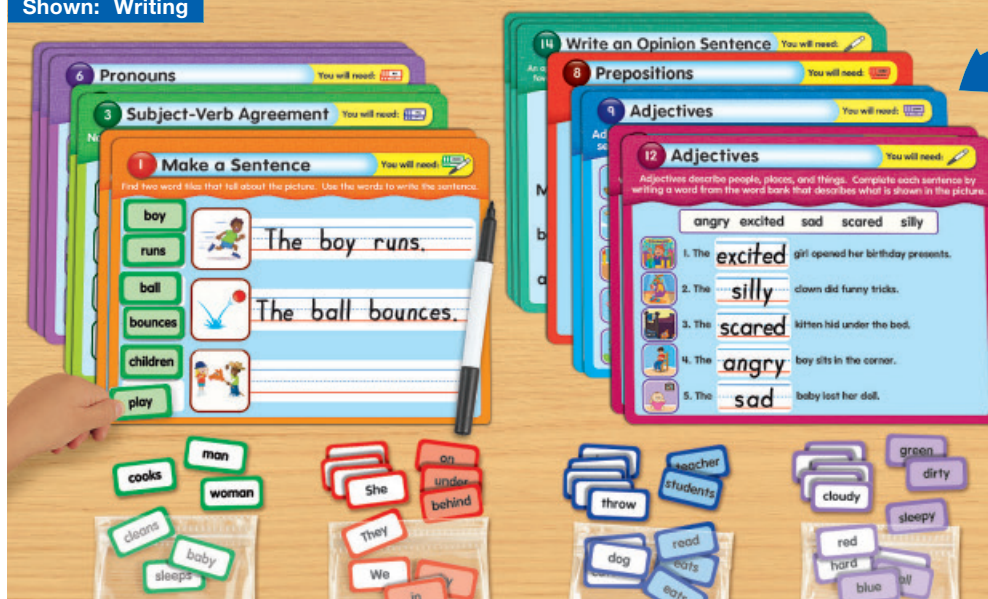 Shown: Writing
6 Pronouns
You will need:
3 Subject-Verb Agreement
You will need:
1 Make a Sentence
You will need:
Find two word tiles that tell about the picture. Use the words to write the sentence.
boy
runs
ball
bounces
children
play
The boy runs.
The ball bounces.
14 Write an Opinion Sentence
You will need:
8 Prepositions
You will need:
9 Adjectives
You will need:
12 Adjectives
You will need:
Adjectives describe people, places, and things. Complete each sentence by
writing a word from the word bank that describes what is shown in the picture.
angry excited sad scared silly
1. The excited girl opened her birthday presents.
2. The silly clown did funny tricks.
3. The scared kitten hid under the bed.
4. The angry boy sits in the corner.
5. The sad baby lost her doll.
cooks
man
woman
cleans
baby
sleeps
She
on
under
behind
They
We
in
throw
teacher
students
dog
read
eats
eats
cloudy
green
dirty
sleepy
red
hard
blue